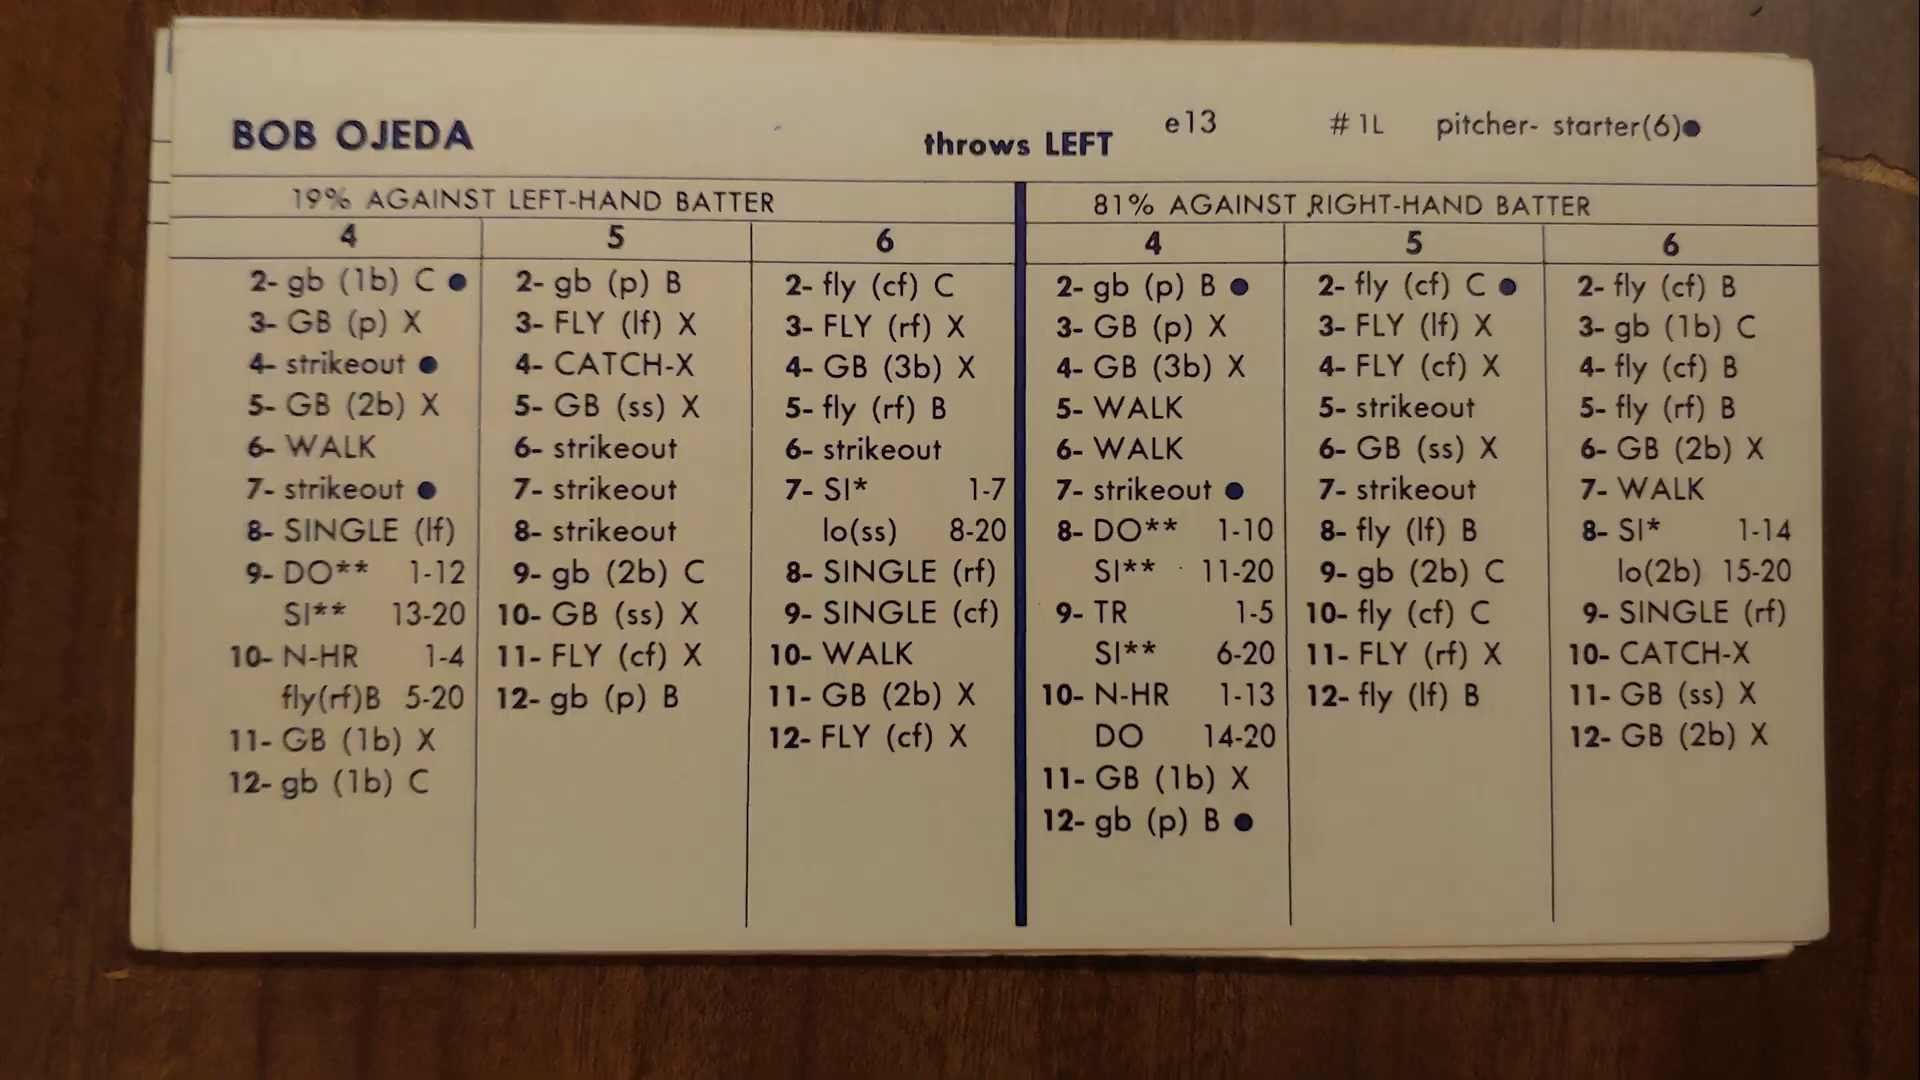 BOB OJEDA throws LEFT e13 #1L pitcher- starter(6)●
19% AGAINST LEFT-HAND BATTER
4 5 6
2- gb (1b) C ●
3- GB (p) X
4- strikeout ●
5- GB (2b) X
6- WALK
7- strikeout ●
8- SINGLE (lf)
9- DO** 1-12
SI** 13-20
10- N-HR 1-4
fly(rf)B 5-20
11- GB (1b) X
12- gb (1b) C
2- gb (p) B
3- FLY (lf) X
4- CATCH-X
5- GB (ss) X
6- strikeout
7- strikeout
8- strikeout
9- gb (2b) C
10- GB (ss) X
11- FLY (cf) X
12- gb (p) B
2- fly (cf) C
3- FLY (rf) X
4- GB (3b) X
5- fly (rf) B
6- strikeout
7- SI* 1-7
lo(ss) 8-20
8- SINGLE (rf)
9- SINGLE (cf)
10- WALK
11- GB (2b) X
12- FLY (cf) X
81% AGAINST RIGHT-HAND BATTER
4 5 6
2- gb (p) B ●
3- GB (p) X
4- GB (3b) X
5- WALK
6- WALK
7- strikeout ●
8- DO** 1-10
SI** 11-20
9- TR 1-5
SI** 6-20
10- N-HR 1-13
DO 14-20
11- GB (1b) X
12- gb (p) B ●
2- fly (cf) C ●
3- FLY (lf) X
4- FLY (cf) X
5- strikeout
6- GB (ss) X
7- strikeout
8- fly (lf) B
9- gb (2b) C
10- fly (cf) C
11- FLY (rf) X
12- fly (lf) B
2- fly (cf) B
3- gb (1b) C
4- fly (cf) B
5- fly (rf) B
6- GB (2b) X
7- WALK
8- SI* 1-14
lo(2b) 15-20
9- SINGLE (rf)
10- CATCH-X
11- GB (ss) X
12- GB (2b) X